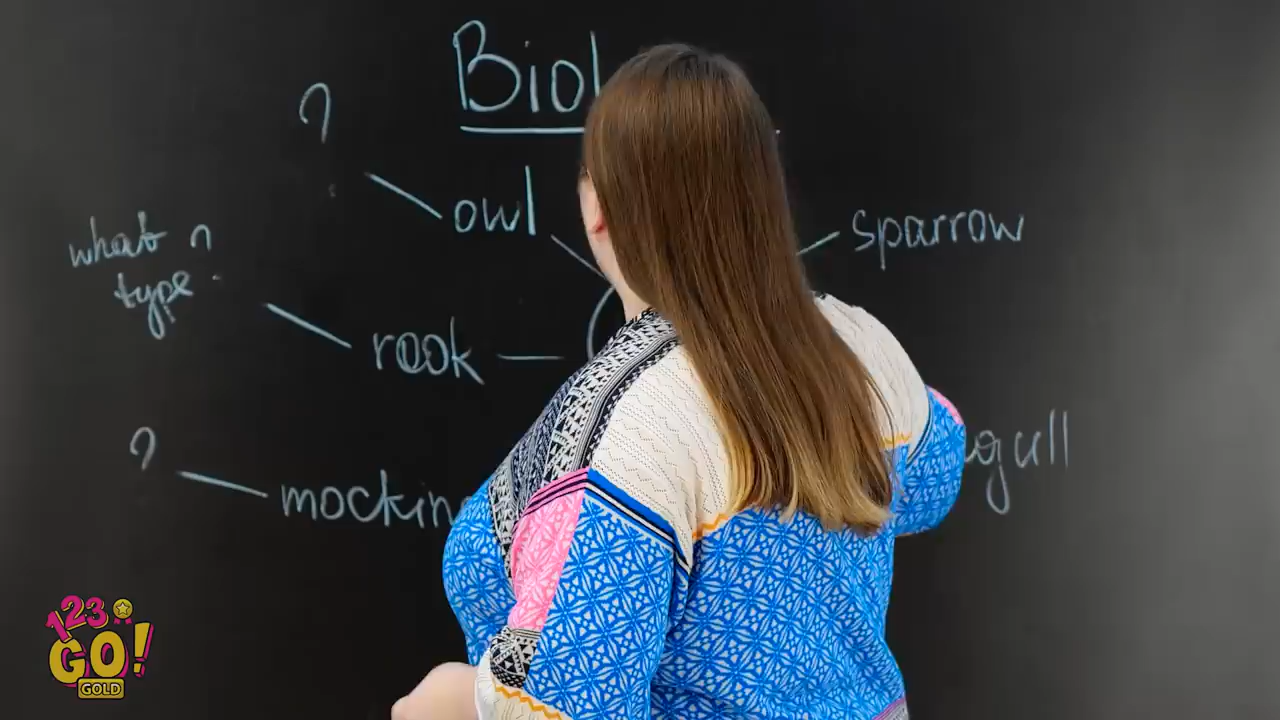 Biol
?
owl
sparrow
what ?
type
rook
gull
?
mockin
123
GO!
GOLD